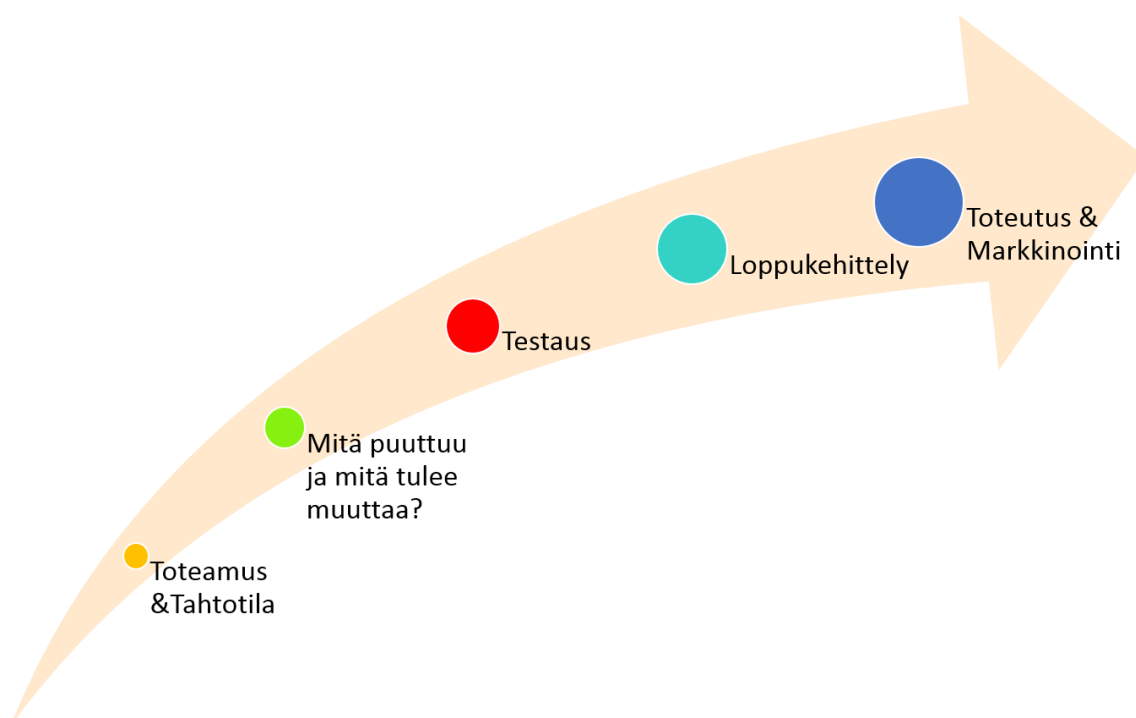 Toteamus
&Tahtotila
Mitä puuttuu
ja mitä tulee
muuttaa?
Testaus
Loppukehittely
Toteutus &
Markkinointi